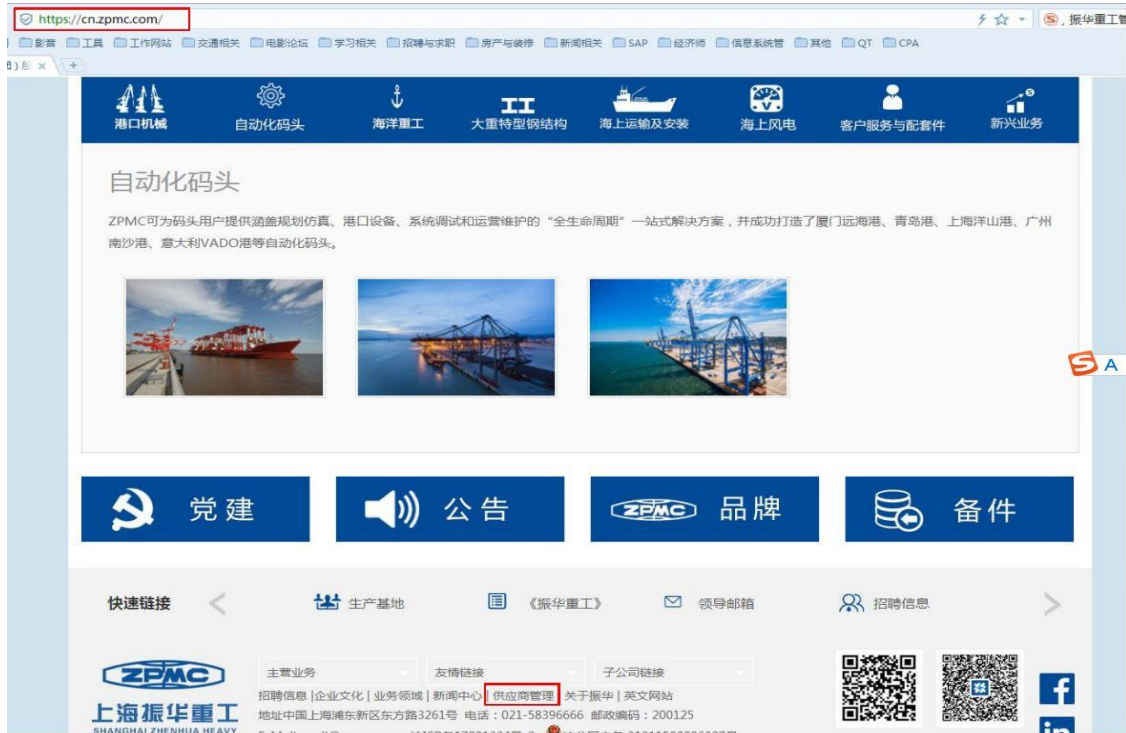 https://cn.zpmc.com/
振华重工管
影音 工具 工作网站 交通相关 电影论坛 学习相关 招聘与求职 房产与装修 新闻相关 SAP 经济师 信息系统管 其他 QT CPA
港口机械 自动化码头 海洋重工 大重特型钢结构 海上运输及安装 海上风电 客户服务与配套件 新兴业务
自动化码头
ZPMC可为码头用户提供涵盖规划仿真、港口设备、系统调试和运营维护的“全生命周期”一站式解决方案，并成功打造了厦门远海港、青岛港、上海洋山港、广州
南沙港、意大利VADO港等自动化码头。
S A
党建 公告 ZPMC 品牌 备件
快速链接 < 生产基地 《振华重工》 领导邮箱 招聘信息 >
ZPMC
上海振华重工
SHANGHAI ZHENHUA HEAVY
主营业务 友情链接 子公司链接
招聘信息|企业文化|业务领域|新闻中心|供应商管理|关于振华|英文网站
地址中国上海浦东新区东方路3261号 电话：021-58396666 邮政编码：200125
f
in